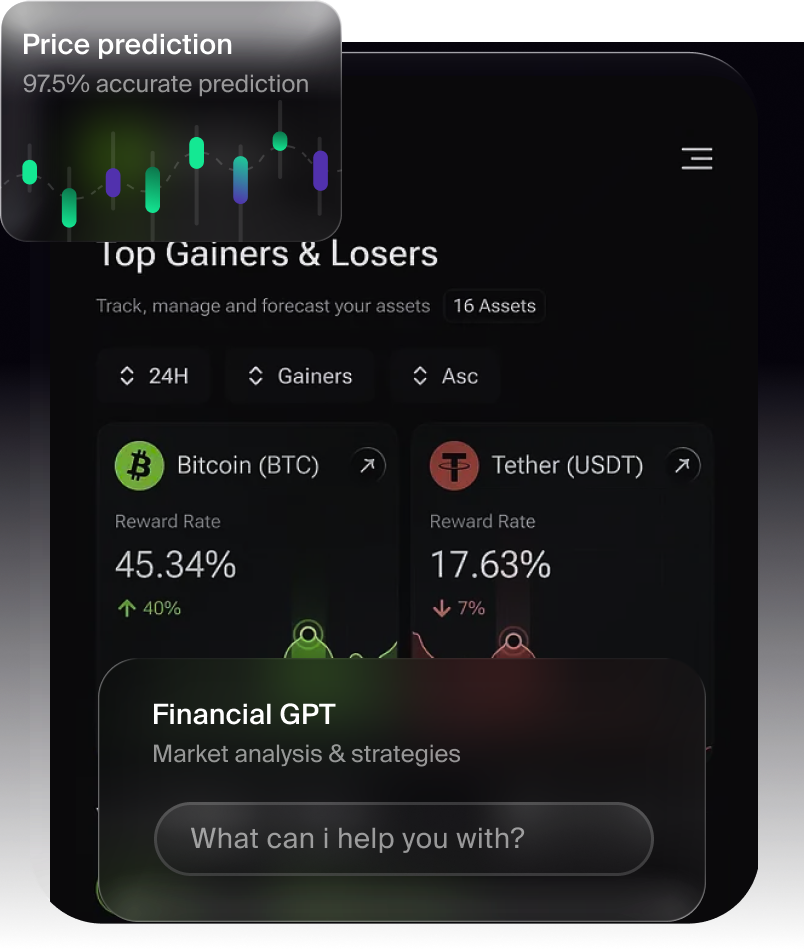 Price prediction
97.5% accurate prediction
Top Gainers & Losers
Track, manage and forecast your assets 16 Assets
24H Gainers Asc
Bitcoin (BTC) Tether (USDT)
Reward Rate Reward Rate
45.34% 17.63%
40% 7%
Financial GPT
Market analysis & strategies
What can i help you with?